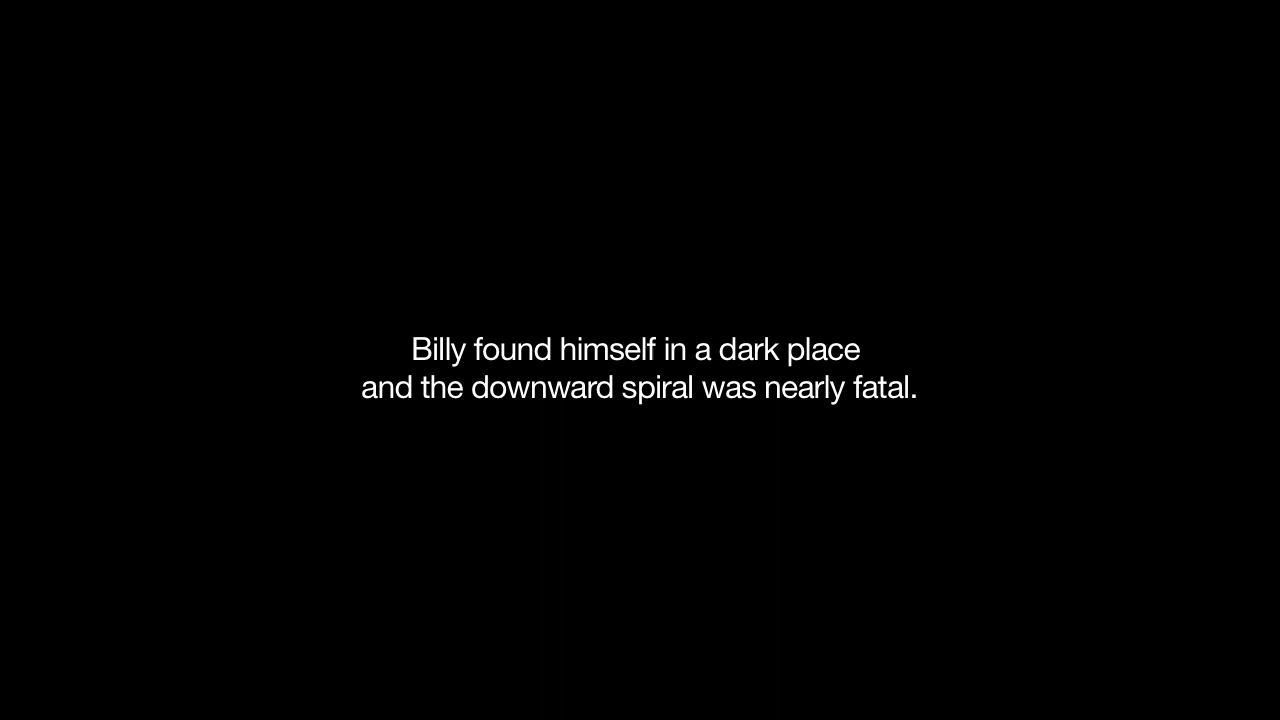 Billy found himself in a dark place
and the downward spiral was nearly fatal.